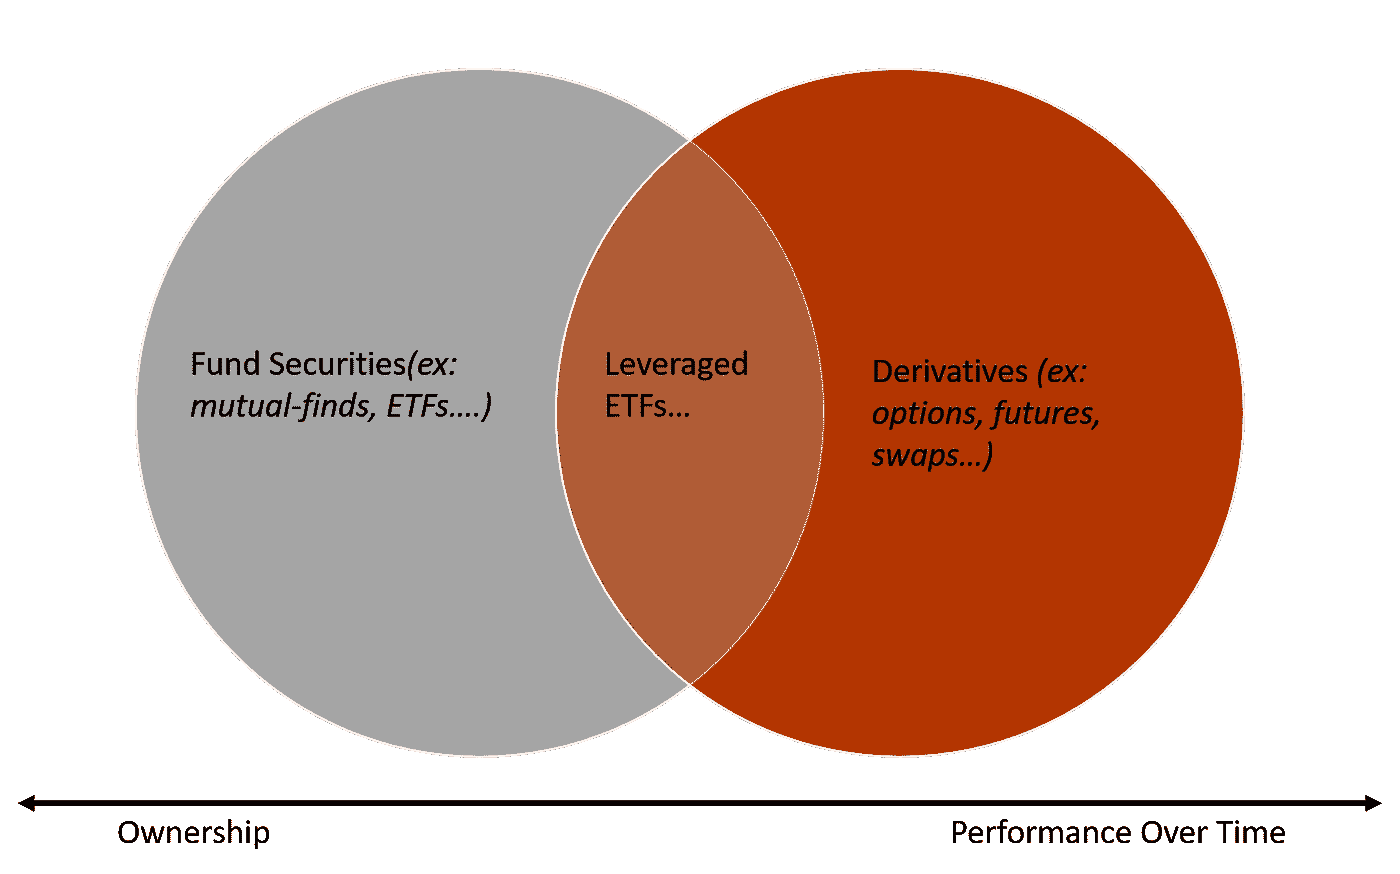 Fund Securities(ex:
mutual-finds, ETFs....)
Leveraged
ETFs...
Derivatives (ex:
options, futures,
swaps...)
Ownership
Performance Over Time